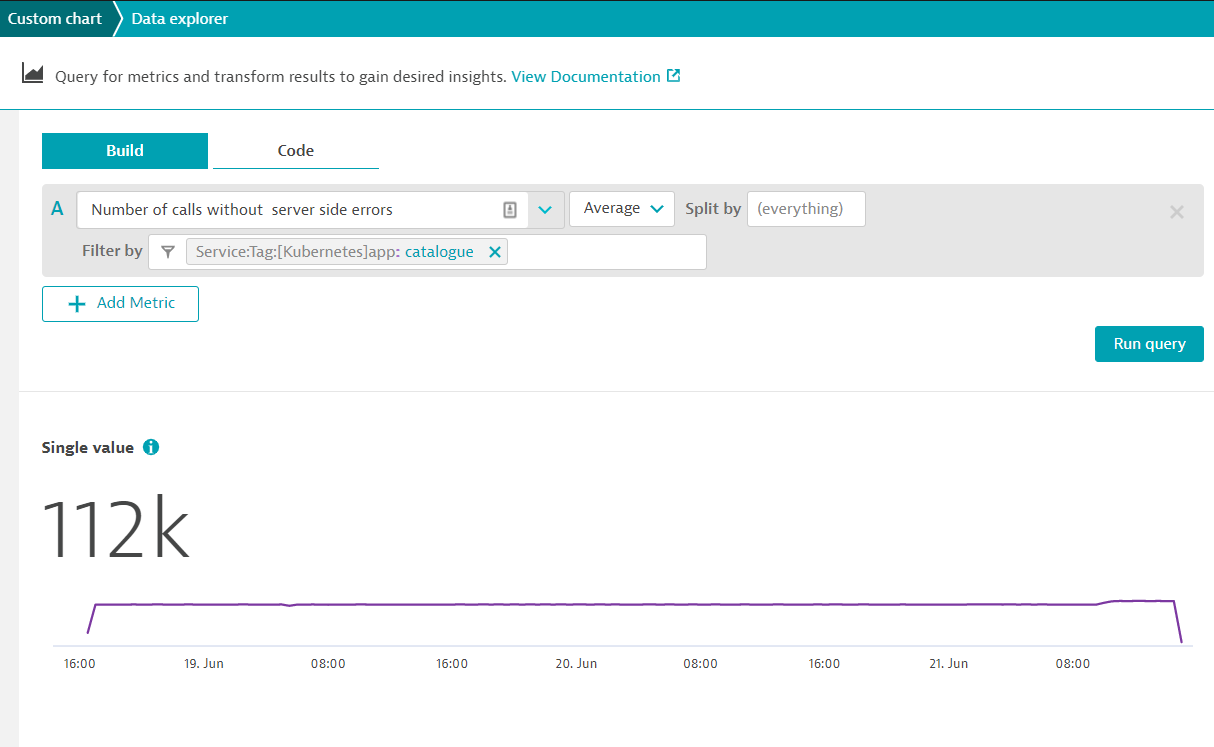 Custom chart Data explorer
Query for metrics and transform results to gain desired insights. View Documentation
Build Code
A Number of calls without  server side errors Average Split by (everything)
Filter by Service:Tag:[Kubernetes]app: catalogue
Add Metric
Run query
Single value
112k
16:00 19. Jun 08:00 16:00 20. Jun 08:00 16:00 21. Jun 08:00